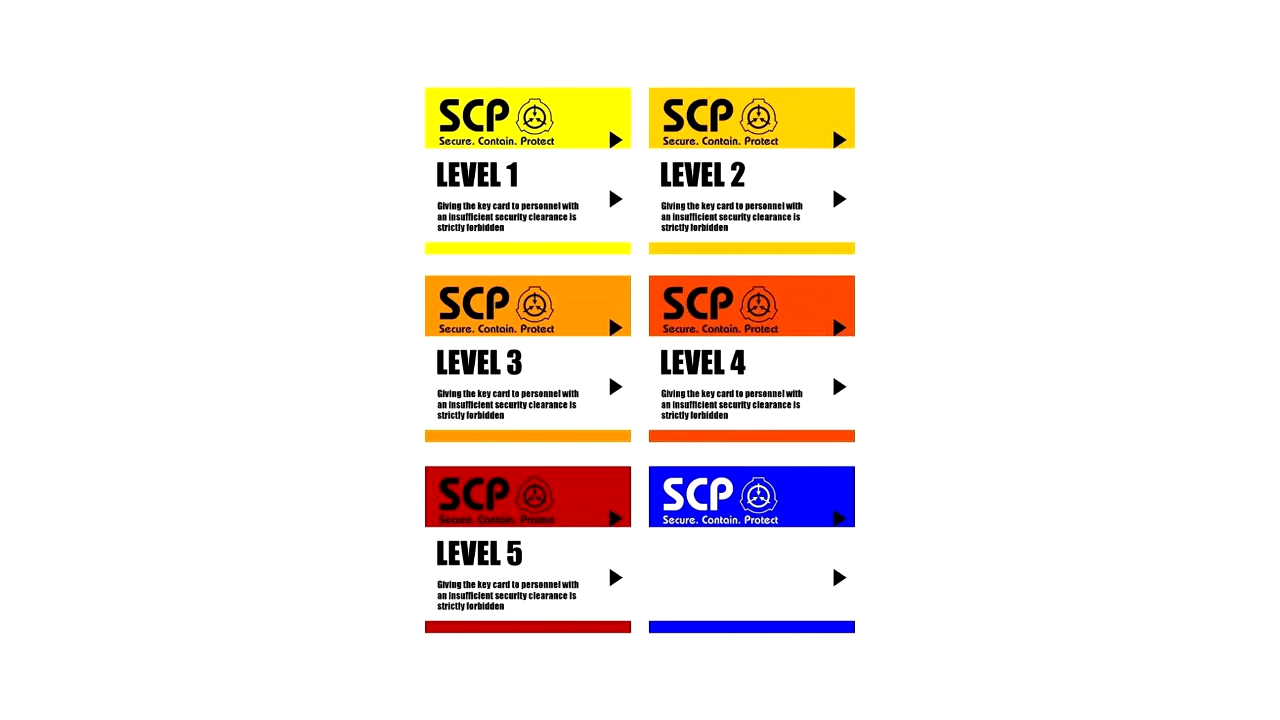 SCP
Secure. Contain. Protect
LEVEL 1
Giving the key card to personnel with
an insufficient security clearance is
strictly forbidden
SCP
Secure. Contain. Protect
LEVEL 2
Giving the key card to personnel with
an insufficient security clearance is
strictly forbidden
SCP
Secure. Contain. Protect
LEVEL 3
Giving the key card to personnel with
an insufficient security clearance is
strictly forbidden
SCP
Secure. Contain. Protect
LEVEL 4
Giving the key card to personnel with
an insufficient security clearance is
strictly forbidden
SCP
Secure. Contain. Protect
LEVEL 5
Giving the key card to personnel with
an insufficient security clearance is
strictly forbidden
SCP
Secure. Contain. Protect